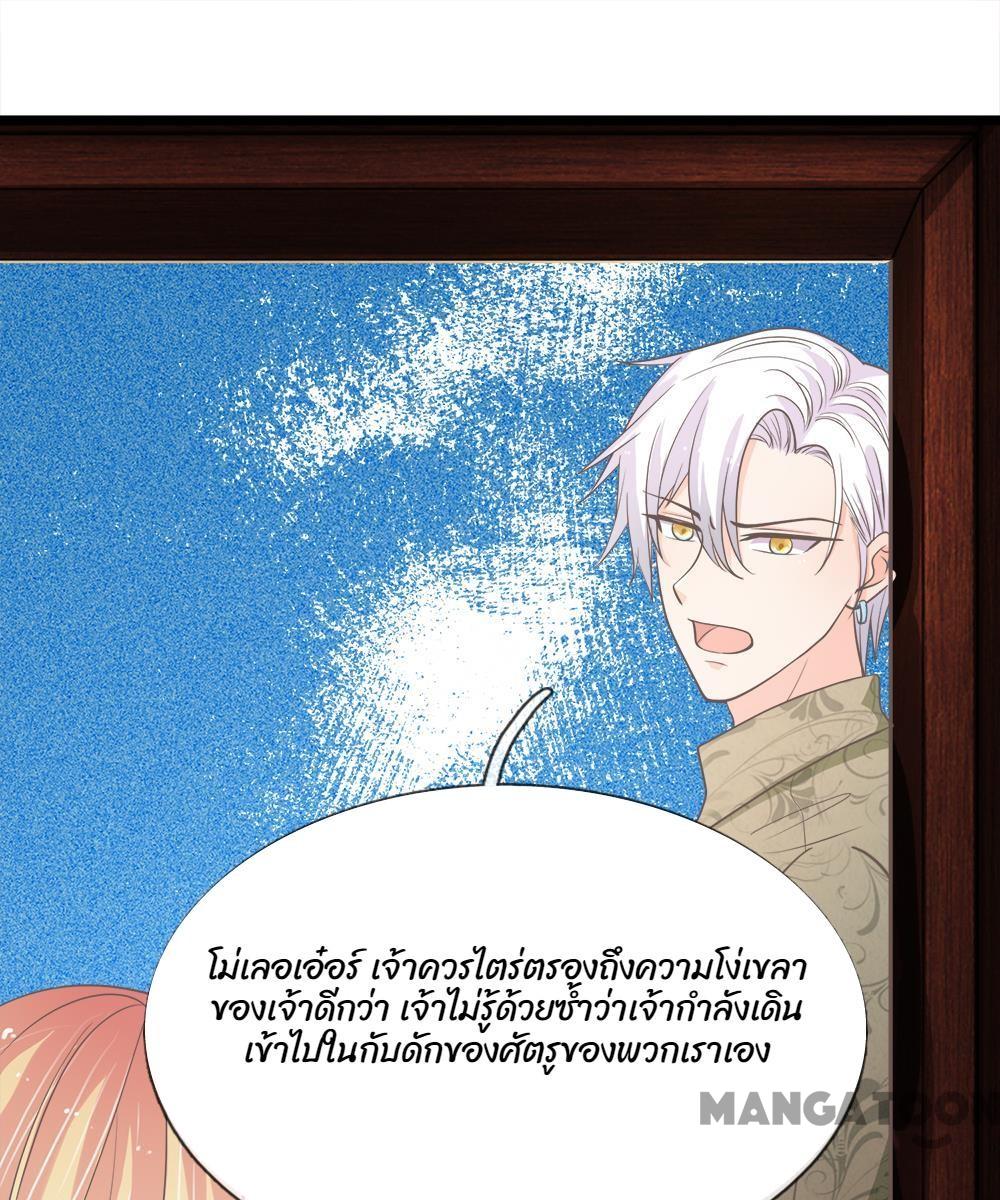 โม่เลอเอ๋อร์ เจ้าควรไตร่ตรองถึงความโง่เขลา
ของเจ้าดีกว่า เจ้าไม่รู้ด้วยซ้ำว่าเจ้ากำลังเดิน
เข้าไปในกับดักของศัตรูของพวกเราเอง
MANGATOON